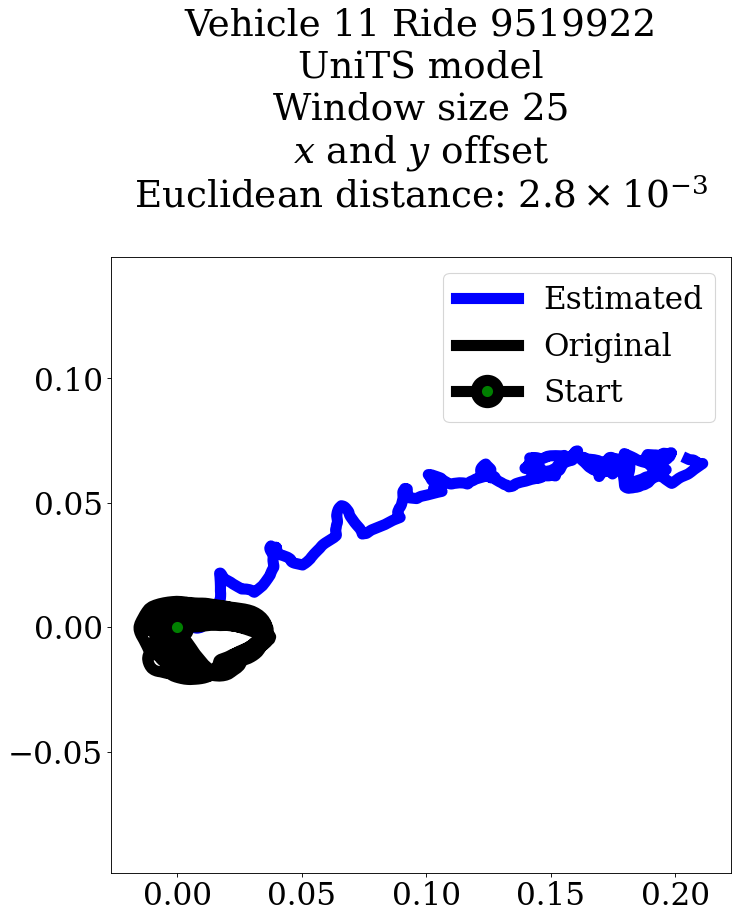 Vehicle 11 Ride 9519922
UniTS model
Window size 25
x and y offset
Euclidean distance: 2.8 × 10⁻³
Estimated
Original
Start
0.10
0.05
0.00
−0.05
0.00 0.05 0.10 0.15 0.20